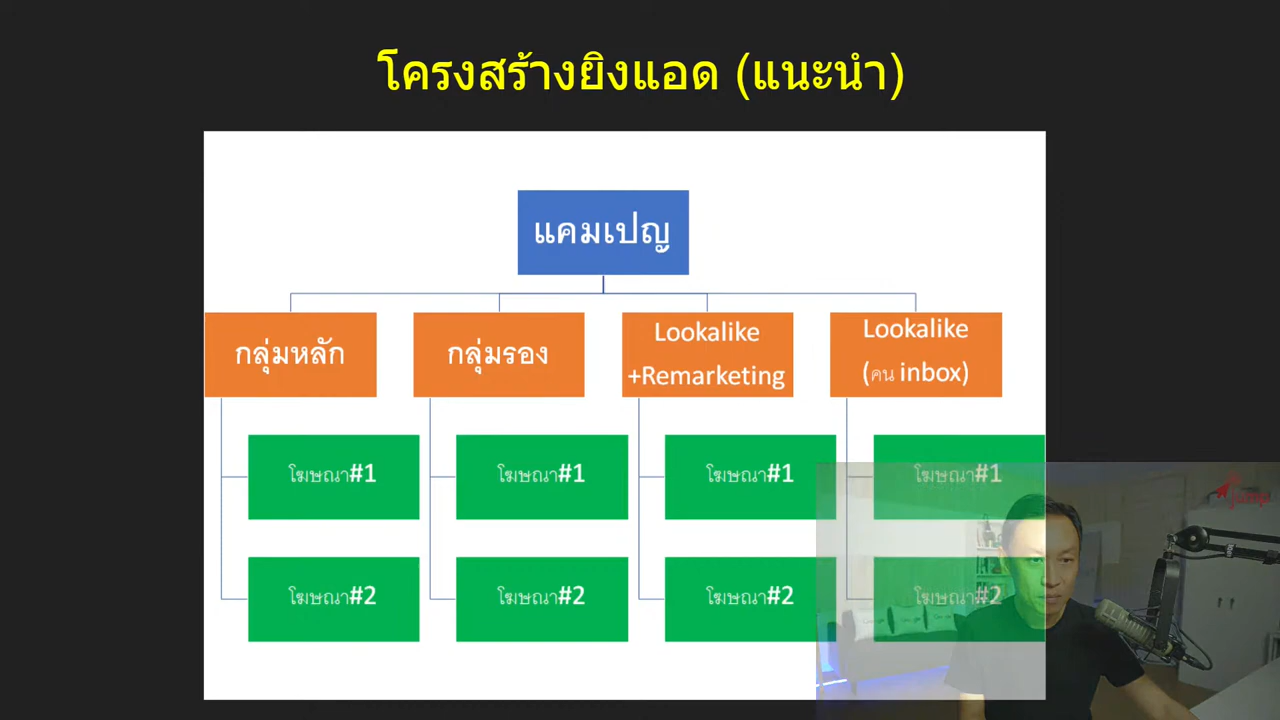 โครงสร้างยิงแอด (แนะนำ)
แคมเปญ
กลุ่มหลัก
กลุ่มรอง
Lookalike
+Remarketing
Lookalike
(คน inbox)
โฆษณา#1
โฆษณา#1
โฆษณา#1
โฆษณา#1
โฆษณา#2
โฆษณา#2
โฆษณา#2
โฆษณา#2